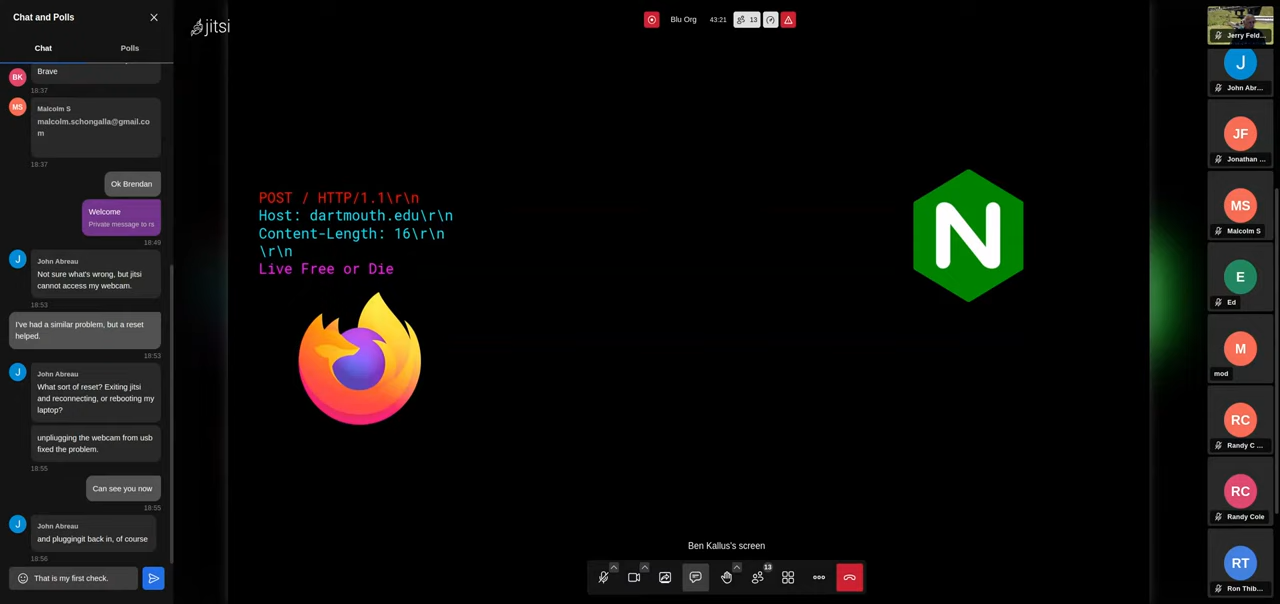 Chat and Polls
Chat
Polls
BK
Brave
18:37
MS
Malcolm S
malcolm.schongalla@gmail.co
m
18:37
Ok Brendan
Welcome
Private message to rs
18:49
J
John Abreau
Not sure what's wrong, but jitsi
cannot access my webcam.
18:53
I've had a similar problem, but a reset
helped.
18:53
J
John Abreau
What sort of reset? Exiting jitsi
and reconnecting, or rebooting my
laptop?
unpligging the webcam from usb
fixed the problem.
18:55
Can see you now
18:55
J
John Abreau
and pluggingit back in, of course
18:56
That is my first check.
jitsi
Blu Org
43:21
13
POST / HTTP/1.1\r\n
Host: dartmouth.edu\r\n
Content-Length: 16\r\n
\r\n
Live Free or Die
N
Ben Kallus's screen
13
Jerry Feld...
J
John Abr...
JF
Jonathan ...
MS
Malcolm S
E
Ed
M
mod
RC
Randy C ...
RC
Randy Cole
RT
Ron Thib...